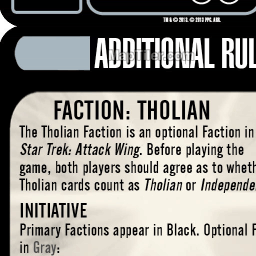 TM & © 2013, © 2013 PPC. ARR.
ADDITIONAL RUL
FACTION: THOLIAN
The Tholian Faction is an optional Faction in
Star Trek: Attack Wing. Before playing the
game, both players should agree as to wheth
Tholian cards count as Tholian or Independe
INITIATIVE
Primary Factions appear in Black. Optional F
in Gray: